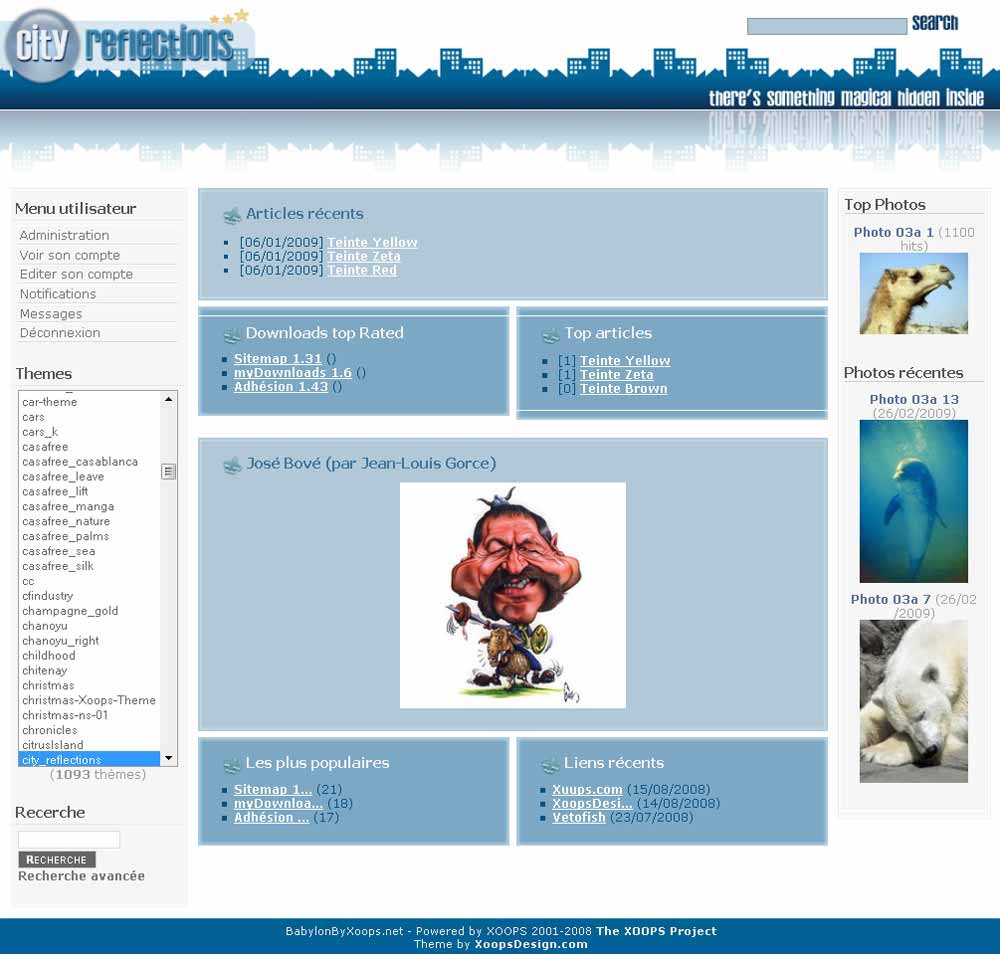 city reflections
search
there's something magical hidden inside
Menu utilisateur
Administration
Voir son compte
Editer son compte
Notifications
Messages
Déconnexion
Themes
car-theme
cars
cars_k
casafree
casafree_casablanca
casafree_leave
casafree_lift
casafree_manga
casafree_nature
casafree_palms
casafree_sea
casafree_silk
cc
cfindustry
champagne_gold
chanoyu
chanoyu_right
childhood
chitenay
christmas
christmas-Xoops-Theme
christmas-ns-01
chronicles
citrusIsland
city_reflections
(1093 thèmes)
Recerche
RECHERCHE
Recherche avancée
Articles récents
[06/01/2009] Teinte Yellow
[06/01/2009] Teinte Zeta
[06/01/2009] Teinte Red
Downloads top Rated
Sitemap 1.31 ()
myDownloads 1.6 ()
Adhésion 1.43 ()
Top articles
[1] Teinte Yellow
[1] Teinte Zeta
[0] Teinte Brown
José Bové (par Jean-Louis Gorce)
Les plus populaires
Sitemap 1... (21)
myDownloa... (18)
Adhésion ... (17)
Liens récents
Xuups.com (15/08/2008)
XoopsDesi... (14/08/2008)
Vetofish (23/07/2008)
Top Photos
Photo 03a 1 (1100
hits)
Photos récentes
Photo 03a 13
(26/02/2009)
Photo 03a 7 (26/02
/2009)
BabylonByXoops.net - Powered by XOOPS 2001-2008 The XOOPS Project
Theme by XoopsDesign.com